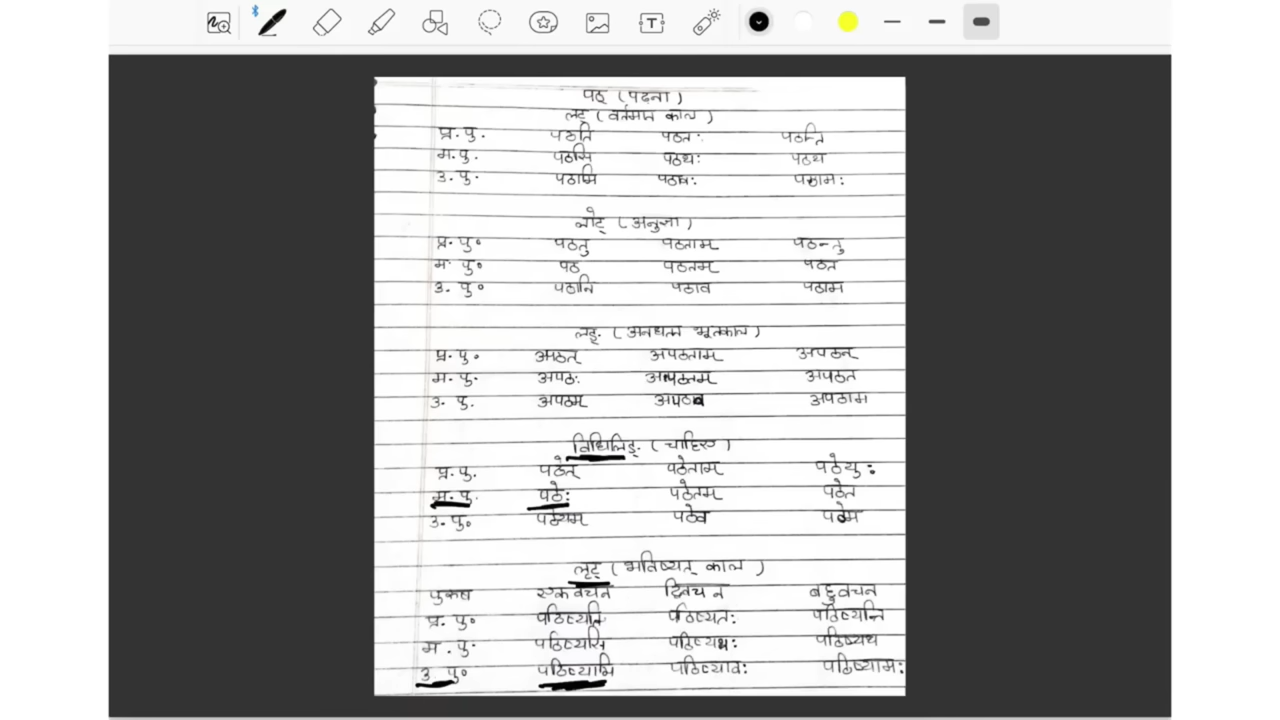 पठ् (पढ़ना)
लट् (वर्तमान काल)
प्र. पु. पठति पठतः पठन्ति
म. पु. पठसि पठथः पठथ
उ. पु. पठामि पठावः पठामः
लोट् (अनुज्ञा)
प्र. पु॰ पठतु पठताम् पठन्तु
म. पु॰ पठ पठतम् पठत
उ. पु॰ पठानि पठाव पठाम
लङ् (अनद्यतन भूतकाल)
प्र. पु॰ अपठत् अपठताम् अपठन्
म. पु. अपठः अपठतम् अपठत
उ. पु. अपठम् अपठाव अपठाम
विधिलिङ् (चाहिए)
प्र. पु. पठेत् पठेताम् पठेयुः
म. पु. पठेः पठेतम् पठेत
उ. पु॰ पठेयम् पठेव पठेम
लृट् (भविष्यत् काल)
पुरुष एकवचन द्विवचन बहुवचन
प्र. पु॰ पठिष्यति पठिष्यतः पठिष्यन्ति
म. पु. पठिष्यसि पठिष्यथः पठिष्यथ
उ. पु॰ पठिष्यामि पठिष्यावः पठिष्यामः